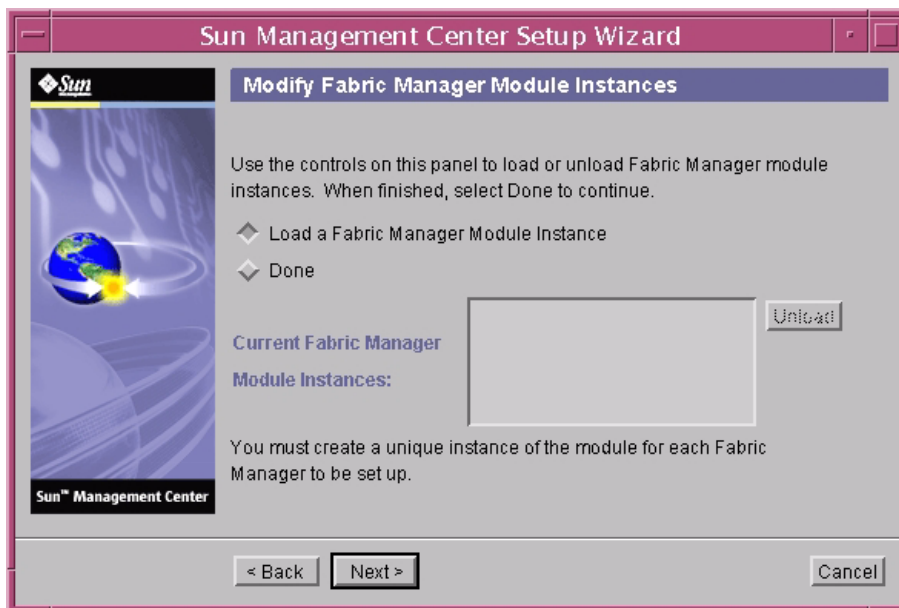 Sun Management Center Setup Wizard
Sun
Modify Fabric Manager Module Instances
Use the controls on this panel to load or unload Fabric Manager module
instances. When finished, select Done to continue.
Load a Fabric Manager Module Instance
Done
Unload
Current Fabric Manager
Module Instances:
You must create a unique instance of the module for each Fabric
Manager to be set up.
Sun™ Management Center
< Back
Next >
Cancel